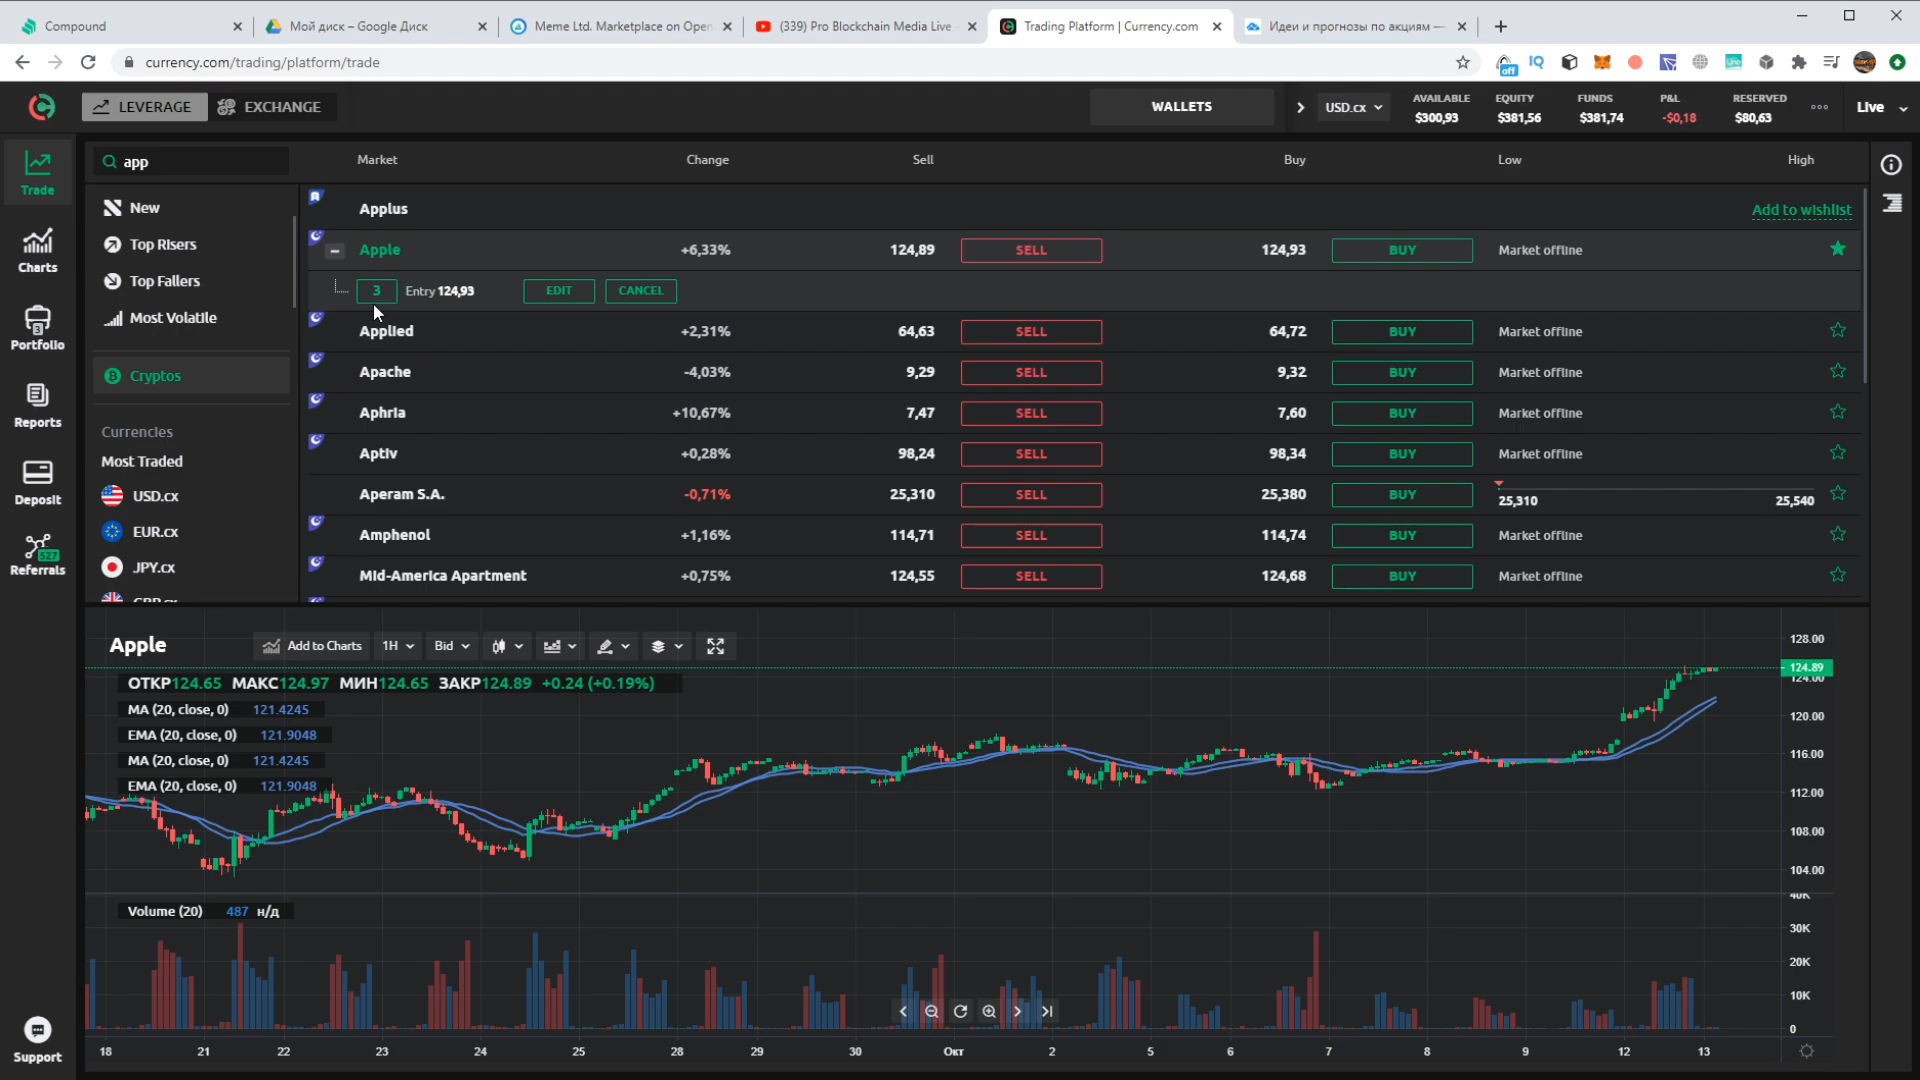 Compound
Мой диск – Google Диск
Meme Ltd. Marketplace on Open
(339) Pro Blockchain Media Live
Trading Platform | Currency.com
Идеи и прогнозы по акциям —
currency.com/trading/platform/trade
off
IQ
LEVERAGE
EXCHANGE
WALLETS
USD.cx
AVAILABLE
$300,93
EQUITY
$381,56
FUNDS
$381,74
P&L
-$0,18
RESERVED
$80,63
Live
Trade
Charts
3
Portfolio
Reports
Deposit
$27
Referrals
Support
app
New
Top Risers
Top Fallers
Most Volatile
Cryptos
Currencies
Most Traded
USD.cx
EUR.cx
JPY.cx
Market Change Sell Buy Low High
Applus Add to wishlist
Apple +6,33% 124,89 SELL 124,93 BUY Market offline
3 Entry 124,93 EDIT CANCEL
Applied +2,31% 64,63 SELL 64,72 BUY Market offline
Apache -4,03% 9,29 SELL 9,32 BUY Market offline
Aphria +10,67% 7,47 SELL 7,60 BUY Market offline
Aptiv +0,28% 98,24 SELL 98,34 BUY Market offline
Aperam S.A. -0,71% 25,310 SELL 25,380 BUY 25,310 25,540
Amphenol +1,16% 114,71 SELL 114,74 BUY Market offline
Mid-America Apartment +0,75% 124,55 SELL 124,68 BUY Market offline
Apple Add to Charts 1H Bid
ОТКР124.65 МАКС124.97 МИН124.65 ЗАКР124.89 +0.24 (+0.19%)
MA (20, close, 0) 121.4245
EMA (20, close, 0) 121.9048
MA (20, close, 0) 121.4245
EMA (20, close, 0) 121.9048
128.00
124.89
124.00
120.00
116.00
112.00
108.00
104.00
Volume (20) 487 н/д
40K
30K
20K
10K
0
18 21 22 23 24 25 28 29 30 Окт 2 5 6 7 8 9 12 13